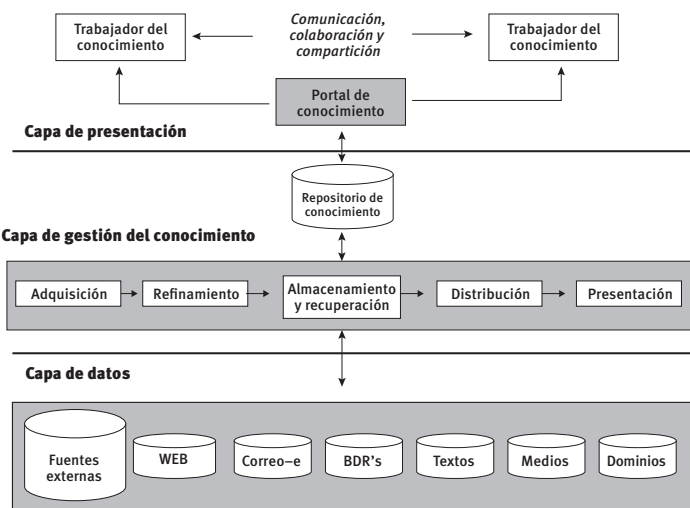 Trabajador del
conocimiento
Comunicación,
colaboración y
compartición
Trabajador del
conocimiento
Portal de
conocimiento
Capa de presentación
Repositorio de
conocimiento
Capa de gestión del conocimiento
Adquisición
Refinamiento
Almacenamiento
y recuperación
Distribución
Presentación
Capa de datos
Fuentes
externas
WEB
Correo–e
BDR's
Textos
Medios
Dominios